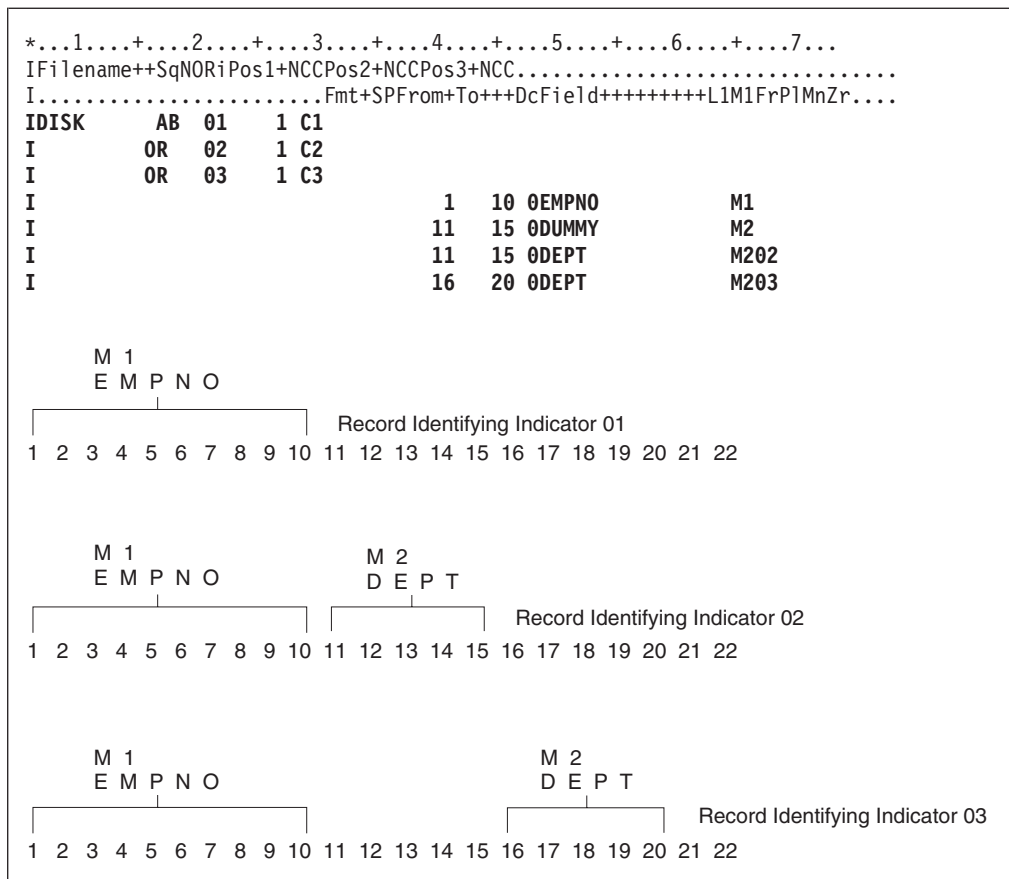 *...1....+....2....+....3....+....4....+....5....+....6....+....7...
IFilename++SqNORiPos1+NCCPos2+NCCPos3+NCC................................
I........................Fmt+SPFrom+To+++DcField+++++++++L1M1FrPlMnZr....
IDISK      AB  01    1 C1
I         OR   02    1 C2
I         OR   03    1 C3
I                                  1   10 0EMPNO           M1
I                                 11   15 0DUMMY           M2
I                                 11   15 0DEPT            M202
I                                 16   20 0DEPT            M203
M 1
E M P N O
Record Identifying Indicator 01
1 2 3 4 5 6 7 8 9 10 11 12 13 14 15 16 17 18 19 20 21 22
M 1 M 2
E M P N O D E P T
Record Identifying Indicator 02
1 2 3 4 5 6 7 8 9 10 11 12 13 14 15 16 17 18 19 20 21 22
M 1 M 2
E M P N O D E P T
Record Identifying Indicator 03
1 2 3 4 5 6 7 8 9 10 11 12 13 14 15 16 17 18 19 20 21 22